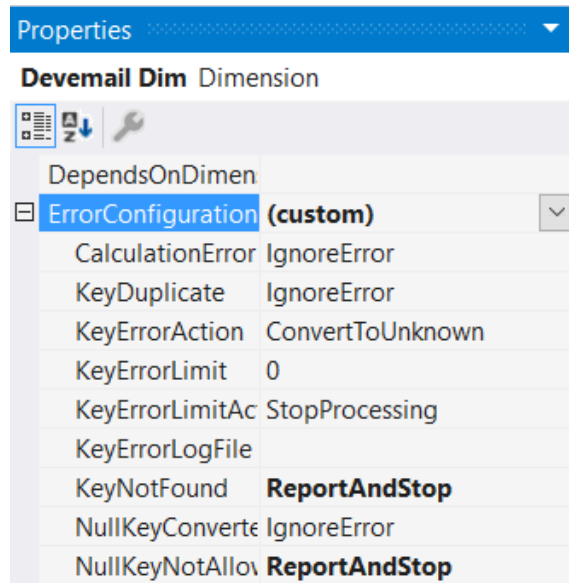 Properties
Devemail Dim Dimension
DependsOnDimen
ErrorConfiguration (custom)
CalculationError IgnoreError
KeyDuplicate IgnoreError
KeyErrorAction ConvertToUnknown
KeyErrorLimit 0
KeyErrorLimitAc StopProcessing
KeyErrorLogFile
KeyNotFound ReportAndStop
NullKeyConverte IgnoreError
NullKeyNotAllov ReportAndStop